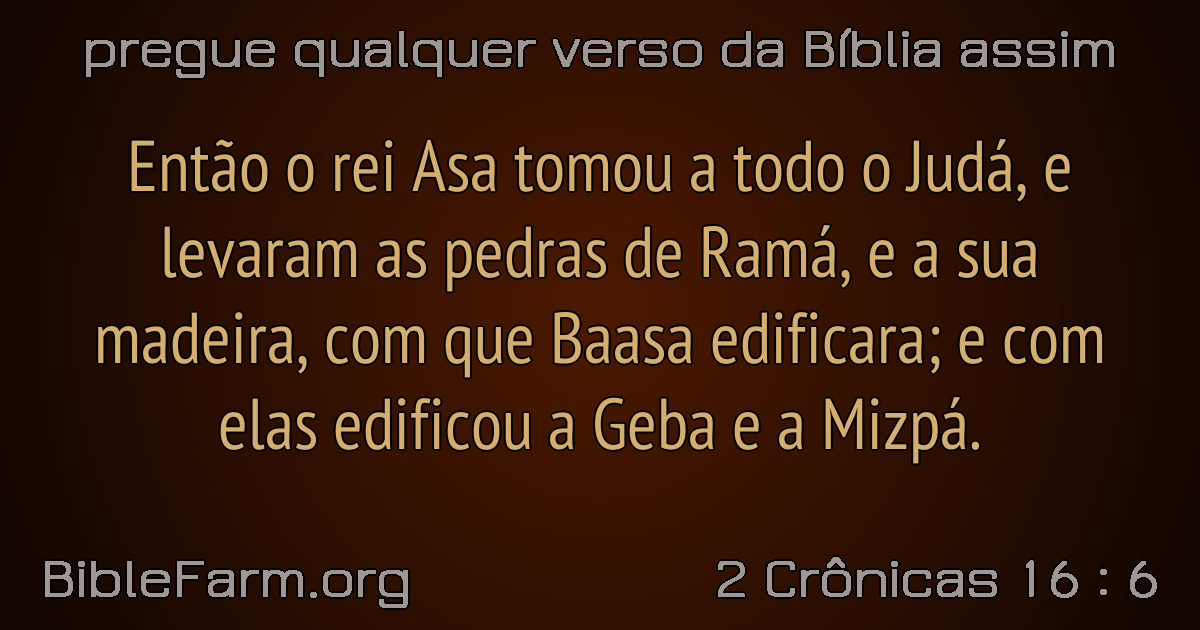 pregue qualquer verso da Bíblia assim
Então o rei Asa tomou a todo o Judá, e
levaram as pedras de Ramá, e a sua
madeira, com que Baasa edificara; e com
elas edificou a Geba e a Mizpá.
BibleFarm.org
2 Crônicas 16 : 6